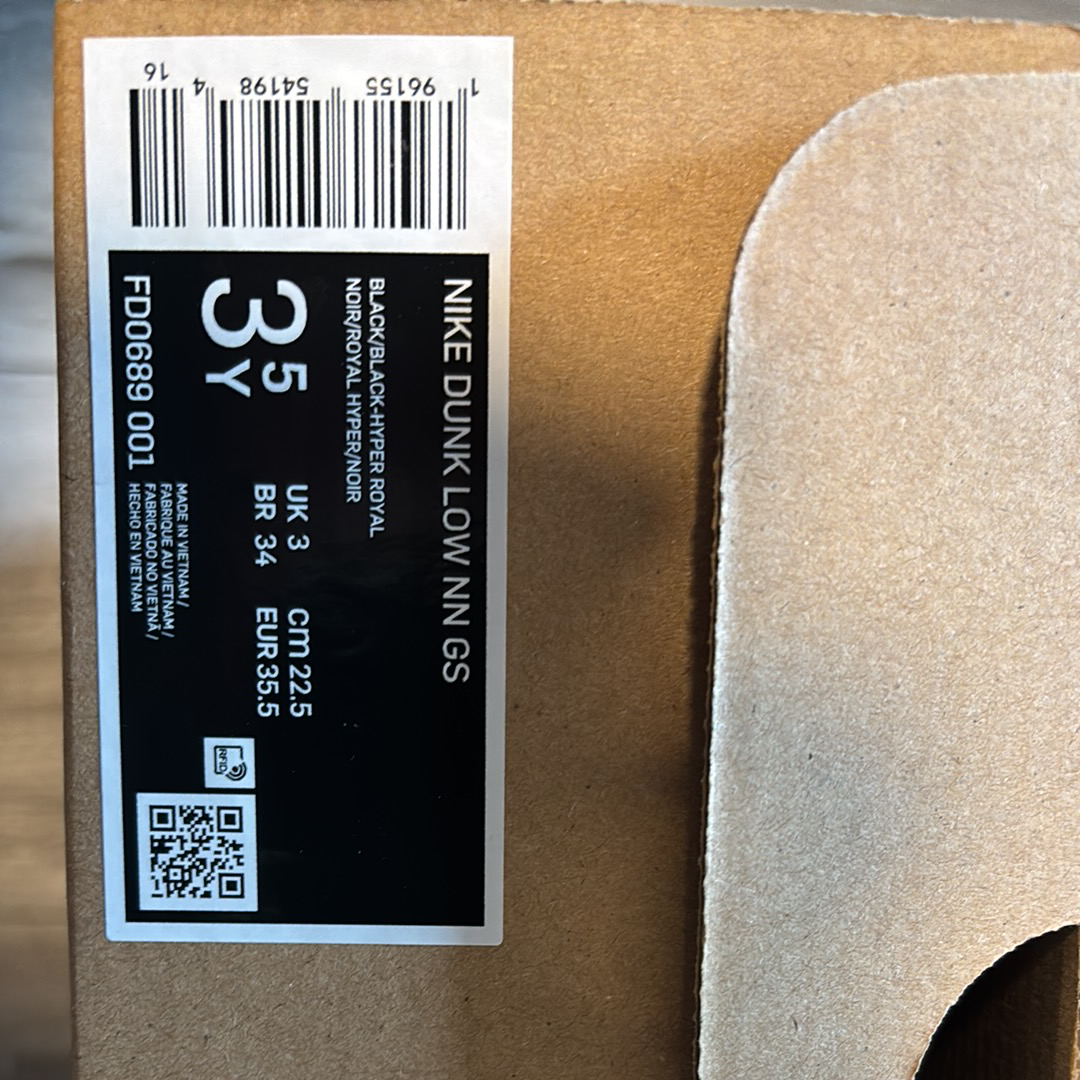 NIKE DUNK LOW NN GS
BLACK/BLACK-HYPER ROYAL
NOIR/ROYAL HYPER/NOIR
3 5
Y
UK 3 cm 22.5
BR 34 EUR 35.5
FD0689 001
MADE IN VIETNAM /
FABRIQUE AU VIETNAM /
FABRICADO NO VIETNÃ /
HECHO EN VIETNAM
RFID
1 96155 54198 4 16